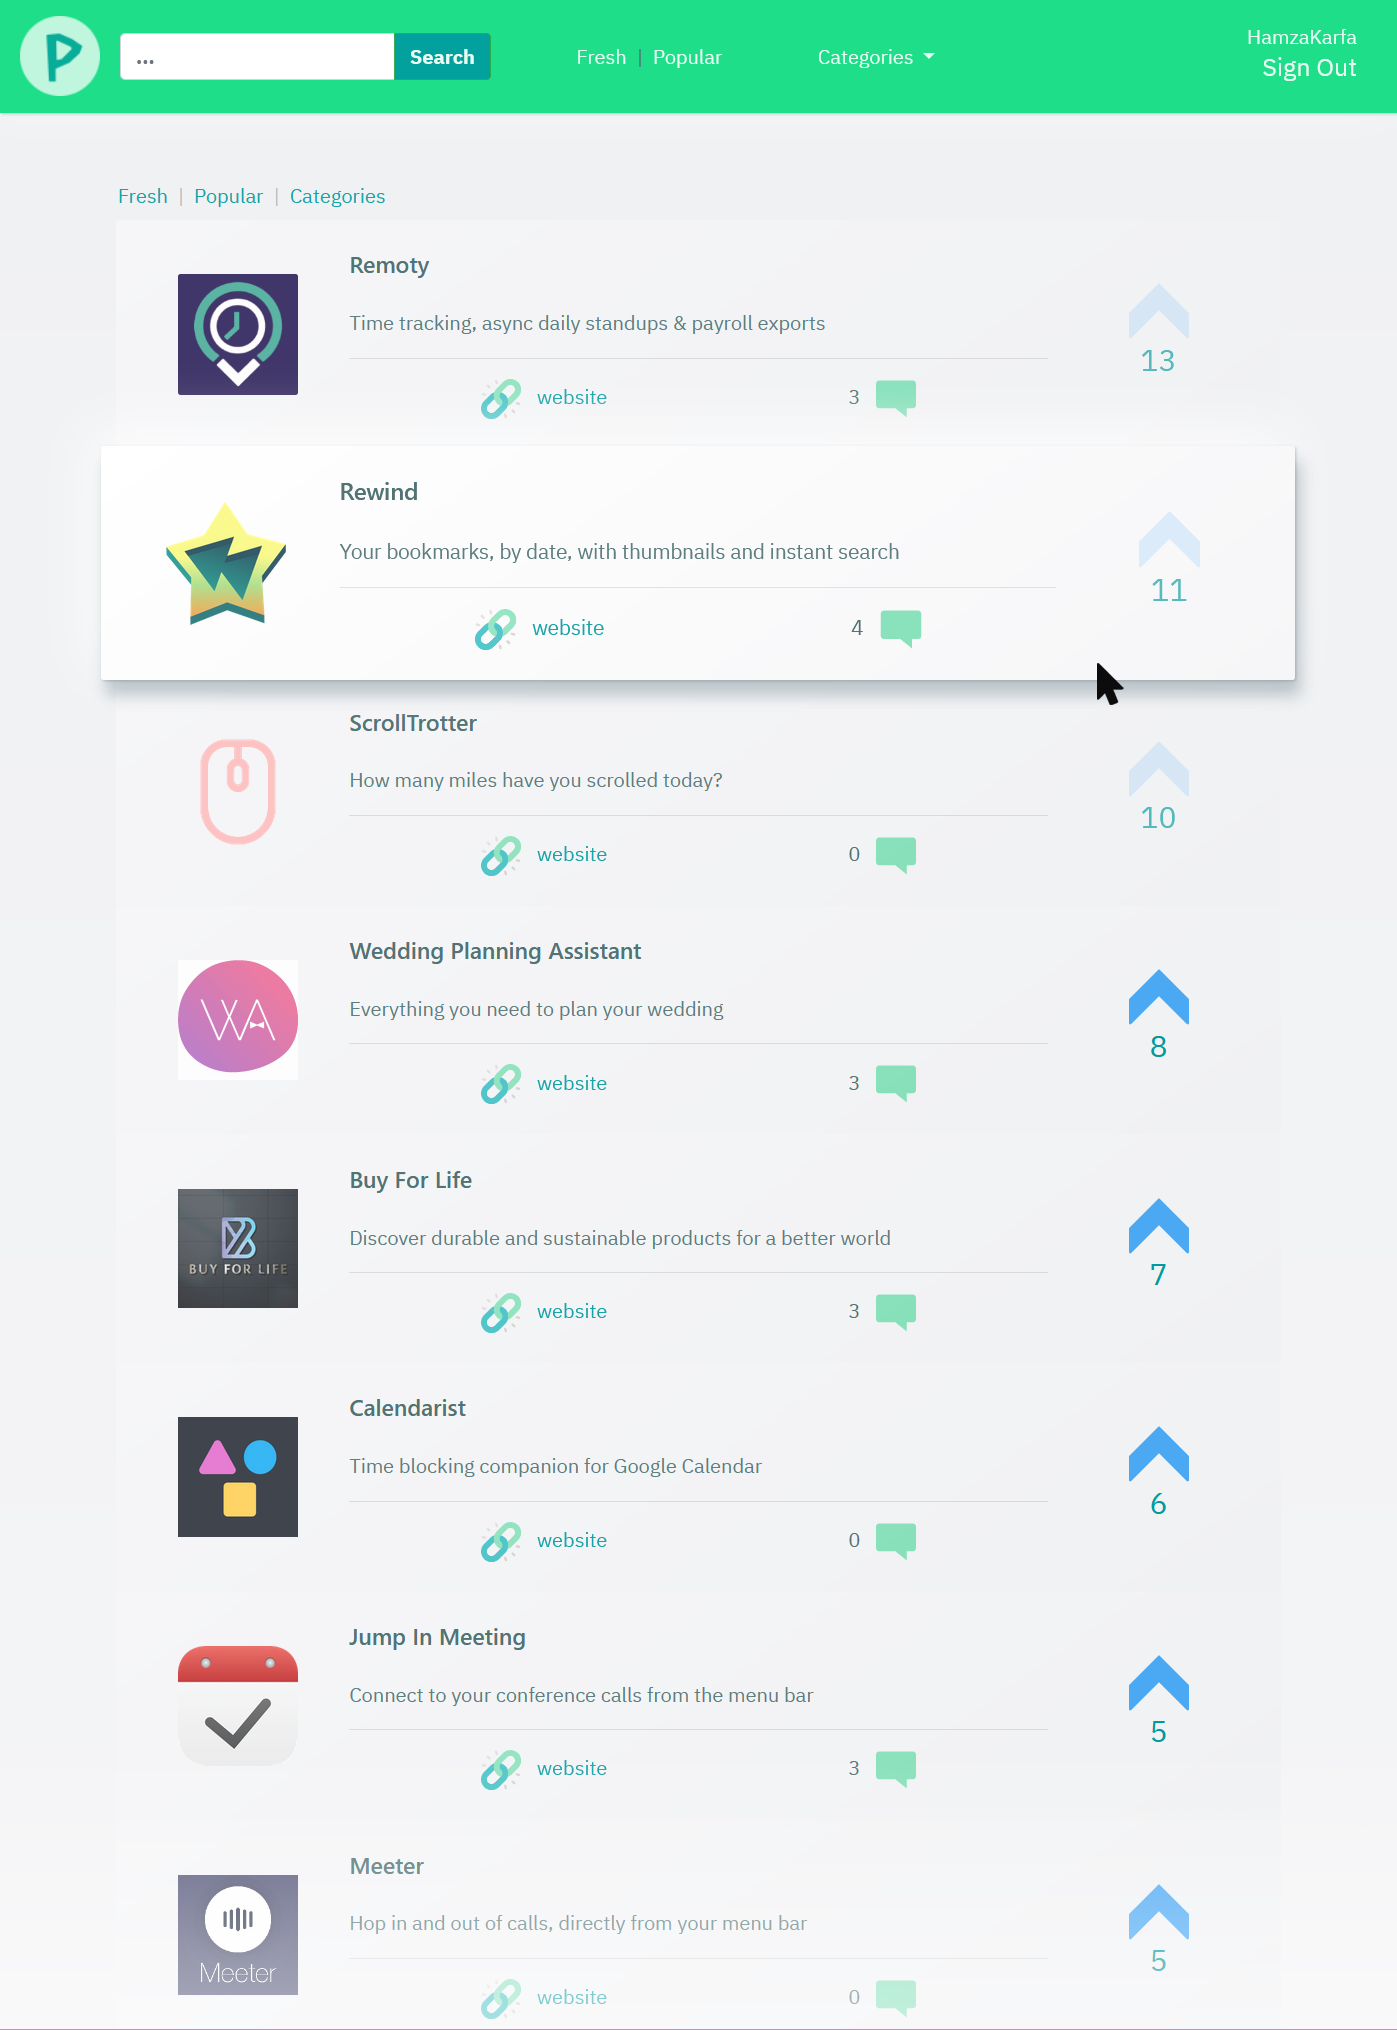 P
...
Search
Fresh | Popular
Categories
HamzaKarfa
Sign Out
Fresh | Popular | Categories
Remoty
Time tracking, async daily standups & payroll exports
website
3
13
Rewind
Your bookmarks, by date, with thumbnails and instant search
website
4
11
ScrollTrotter
How many miles have you scrolled today?
website
0
10
WA
Wedding Planning Assistant
Everything you need to plan your wedding
website
3
8
B
BUY FOR LIFE
Buy For Life
Discover durable and sustainable products for a better world
website
3
7
Calendarist
Time blocking companion for Google Calendar
website
0
6
Jump In Meeting
Connect to your conference calls from the menu bar
website
3
5
Meeter
Meeter
Hop in and out of calls, directly from your menu bar
website
0
5